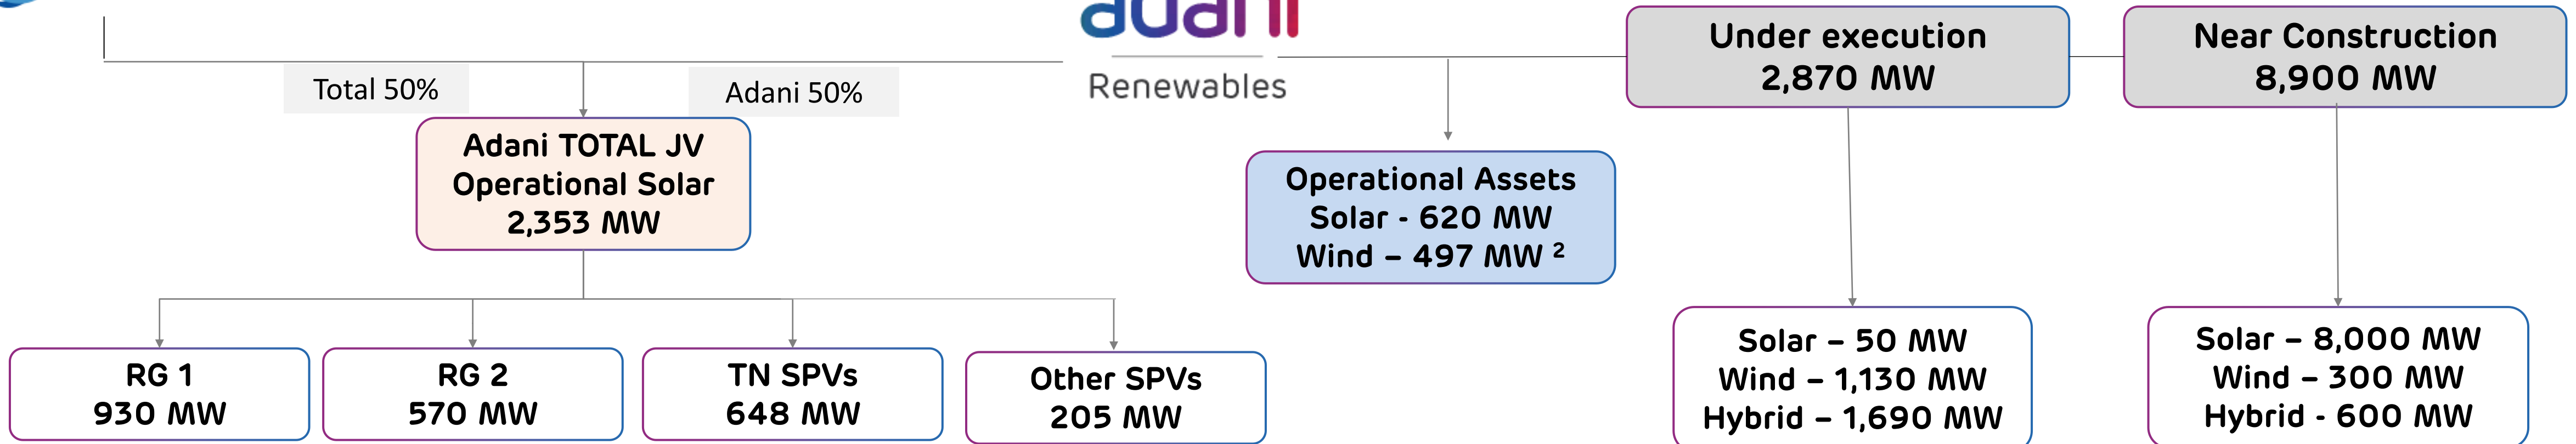 adani
Renewables
Total 50%
Adani 50%
Under execution
2,870 MW
Near Construction
8,900 MW
Adani TOTAL JV
Operational Solar
2,353 MW
Operational Assets
Solar - 620 MW
Wind – 497 MW ²
RG 1
930 MW
RG 2
570 MW
TN SPVs
648 MW
Other SPVs
205 MW
Solar – 50 MW
Wind – 1,130 MW
Hybrid – 1,690 MW
Solar – 8,000 MW
Wind – 300 MW
Hybrid - 600 MW